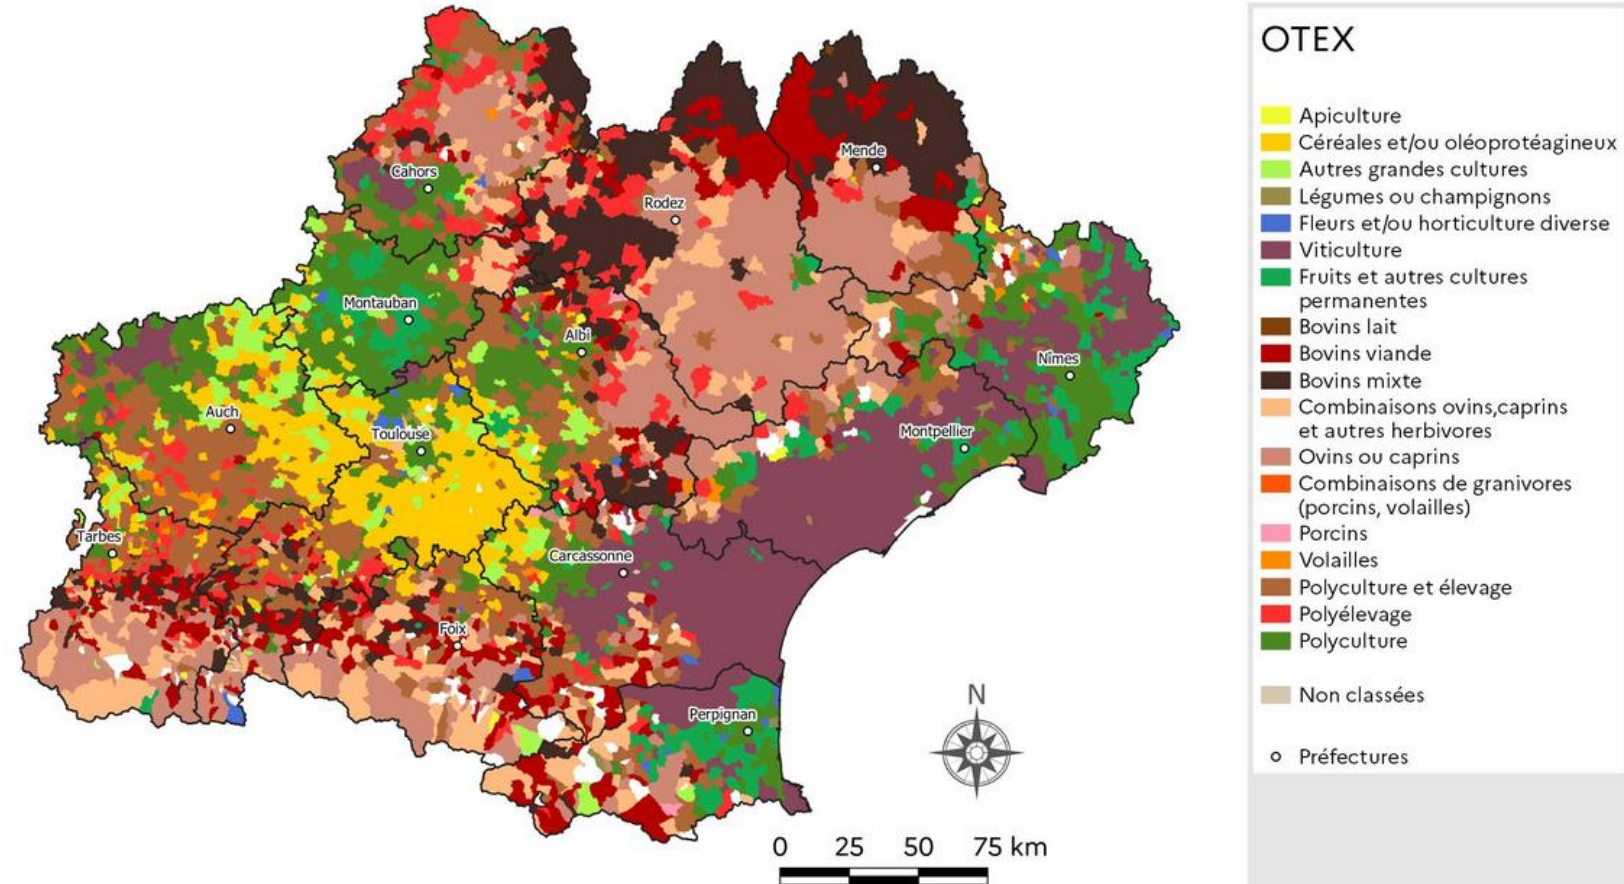 Cahors
Mende
Rodez
Montauban
Albi
Nîmes
Auch
Toulouse
Montpellier
Tarbes
Carcassonne
Foix
Perpignan
N
0 25 50 75 km
OTEX
Apiculture
Céréales et/ou oléoprotéagineux
Autres grandes cultures
Légumes ou champignons
Fleurs et/ou horticulture diverse
Viticulture
Fruits et autres cultures
permanentes
Bovins lait
Bovins viande
Bovins mixte
Combinaisons ovins,caprins
et autres herbivores
Ovins ou caprins
Combinaisons de granivores
(porcins, volailles)
Porcins
Volailles
Polyculture et élevage
Polyélevage
Polyculture
Non classées
Préfectures